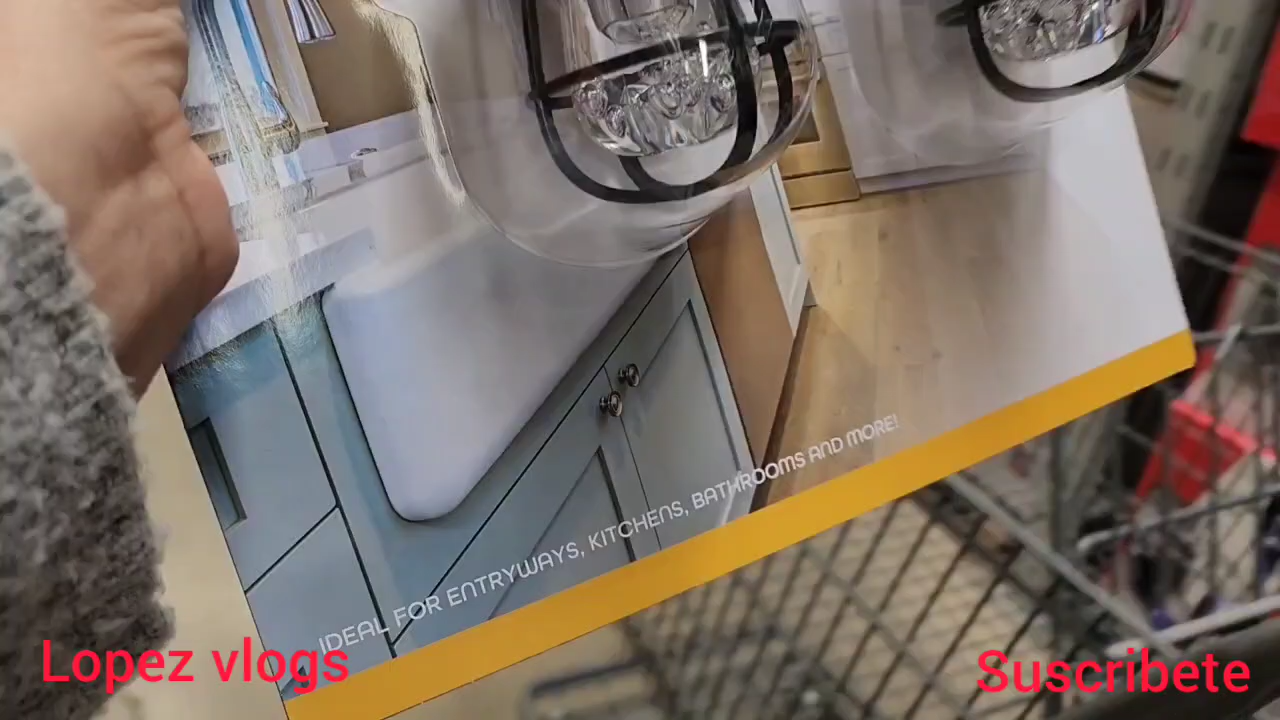 IDEAL FOR ENTRYWAYS, KITCHENS, BATHROOMS AND MORE!
Lopez vlogs
Suscribete